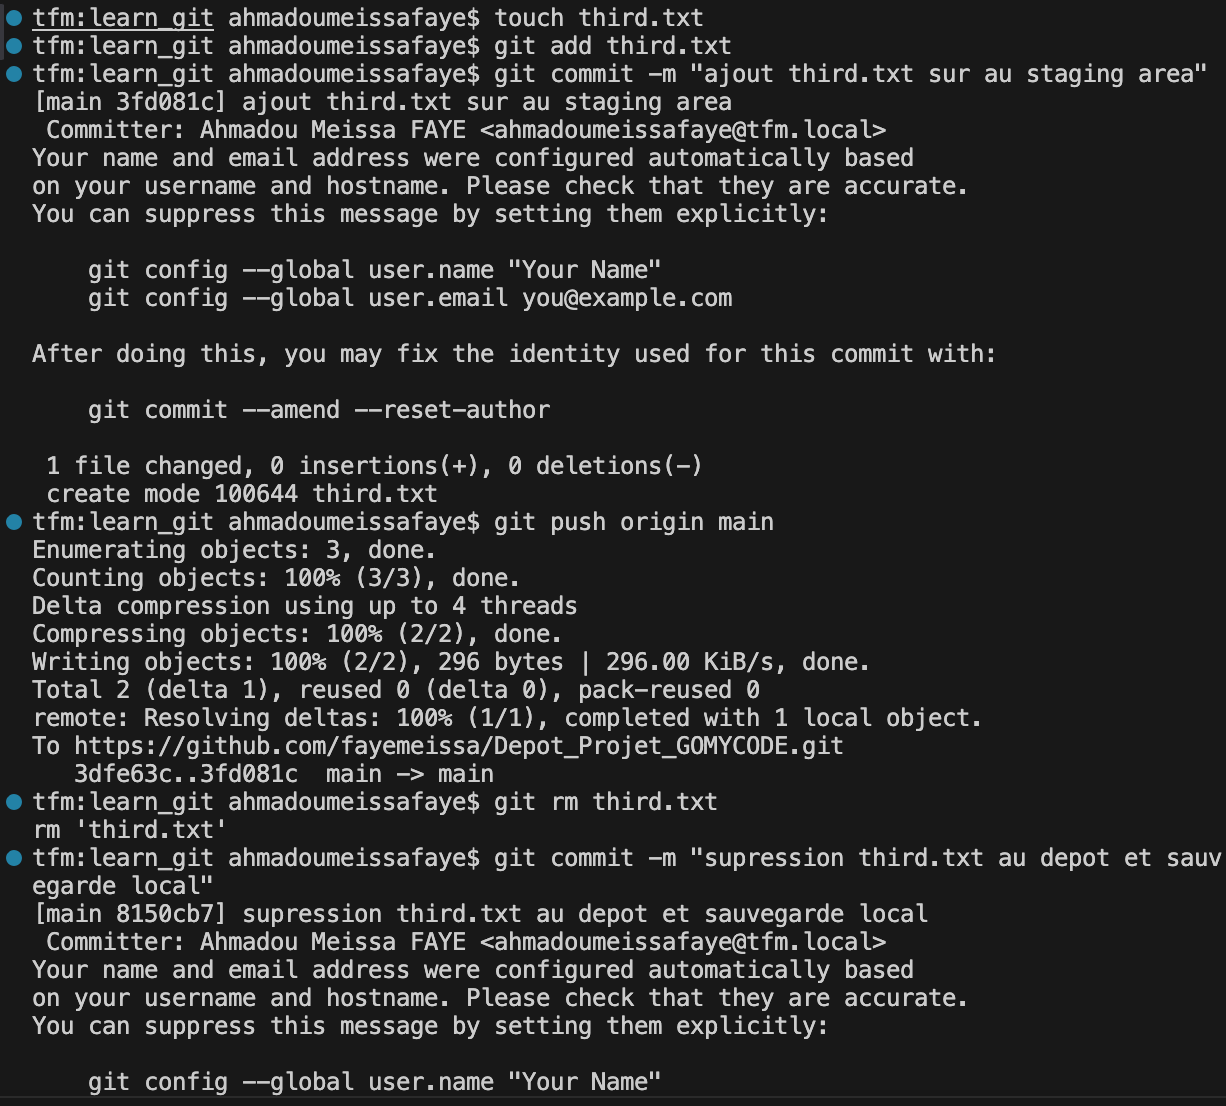 tfm:learn_git ahmadoumeissafaye$ touch third.txt
tfm:learn_git ahmadoumeissafaye$ git add third.txt
tfm:learn_git ahmadoumeissafaye$ git commit -m "ajout third.txt sur au staging area"
[main 3fd081c] ajout third.txt sur au staging area
 Committer: Ahmadou Meissa FAYE <ahmadoumeissafaye@tfm.local>
Your name and email address were configured automatically based
on your username and hostname. Please check that they are accurate.
You can suppress this message by setting them explicitly:

    git config --global user.name "Your Name"
    git config --global user.email you@example.com

After doing this, you may fix the identity used for this commit with:

    git commit --amend --reset-author

 1 file changed, 0 insertions(+), 0 deletions(-)
 create mode 100644 third.txt
tfm:learn_git ahmadoumeissafaye$ git push origin main
Enumerating objects: 3, done.
Counting objects: 100% (3/3), done.
Delta compression using up to 4 threads
Compressing objects: 100% (2/2), done.
Writing objects: 100% (2/2), 296 bytes | 296.00 KiB/s, done.
Total 2 (delta 1), reused 0 (delta 0), pack-reused 0
remote: Resolving deltas: 100% (1/1), completed with 1 local object.
To https://github.com/fayemeissa/Depot_Projet_GOMYCODE.git
   3dfe63c..3fd081c  main -> main
tfm:learn_git ahmadoumeissafaye$ git rm third.txt
rm 'third.txt'
tfm:learn_git ahmadoumeissafaye$ git commit -m "supression third.txt au depot et sauv
egarde local"
[main 8150cb7] supression third.txt au depot et sauvegarde local
 Committer: Ahmadou Meissa FAYE <ahmadoumeissafaye@tfm.local>
Your name and email address were configured automatically based
on your username and hostname. Please check that they are accurate.
You can suppress this message by setting them explicitly:

    git config --global user.name "Your Name"